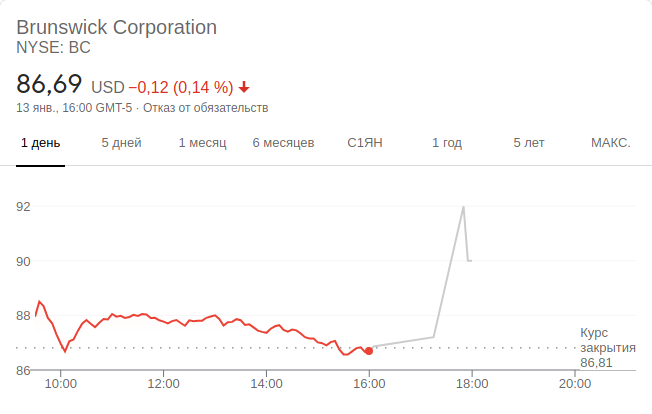 Brunswick Corporation
NYSE: BC
86,69 USD −0,12 (0,14 %)
13 янв., 16:00 GMT-5 · Отказ от обязательств
1 день 5 дней 1 месяц 6 месяцев С1ЯН 1 год 5 лет МАКС.
92
90
88
Курс
закрытия
86,81
86
10:00 12:00 14:00 16:00 18:00 20:00